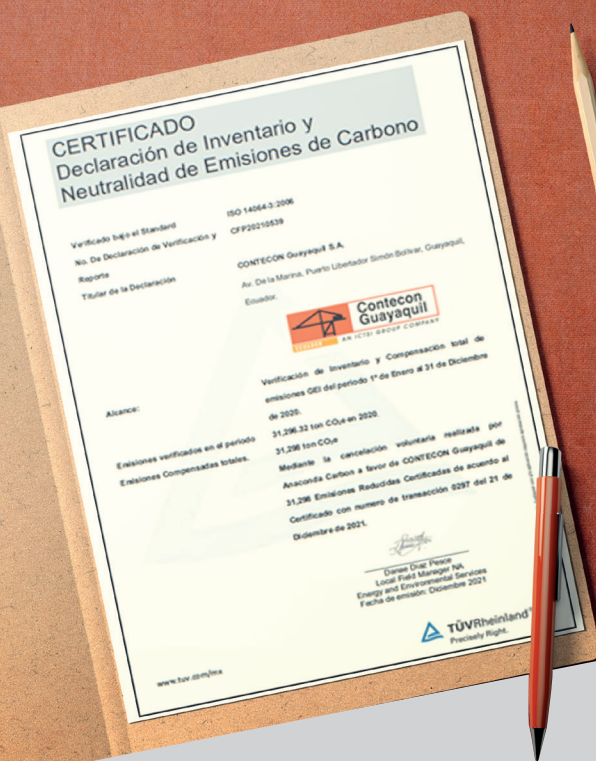 CERTIFICADO
Declaración de Inventario y
Neutralidad de Emisiones de Carbono
Verificado bajo el Standard
ISO 14064-3:2006
No. De Declaración de Verificación y
Reporte
CFP20210539
Titular de la Declaración
CONTECON Guayaquil S.A.
Av. De la Marina, Puerto Libertador Simón Bolívar, Guayaquil,
Ecuador.
Contecon
Guayaquil
AN ICTSI GROUP COMPANY
Alcance:
Verificación de Inventario y Compensación total de
emisiones GEI del periodo 1° de Enero al 31 de Diciembre
de 2020.
Emisiones verificados en el periodo
31,296.32 ton CO₂e en 2020.
Emisiones Compensadas totales.
31,296 ton CO₂e
Mediante la cancelación voluntaria realizada por
Anaconda Carbon a favor de CONTECON Guayaquil de
31,296 Emisiones Reducidas Certificadas de acuerdo al
Certificado con numero de transacción 0297 del 21 de
Diciembre de 2021.
Danae Diaz Pesce
Local Field Manager NA
Energy and Environmental Services
Fecha de emisión: Diciembre 2021
TÜVRheinland
Precisely Right.
www.tuv.com/mx